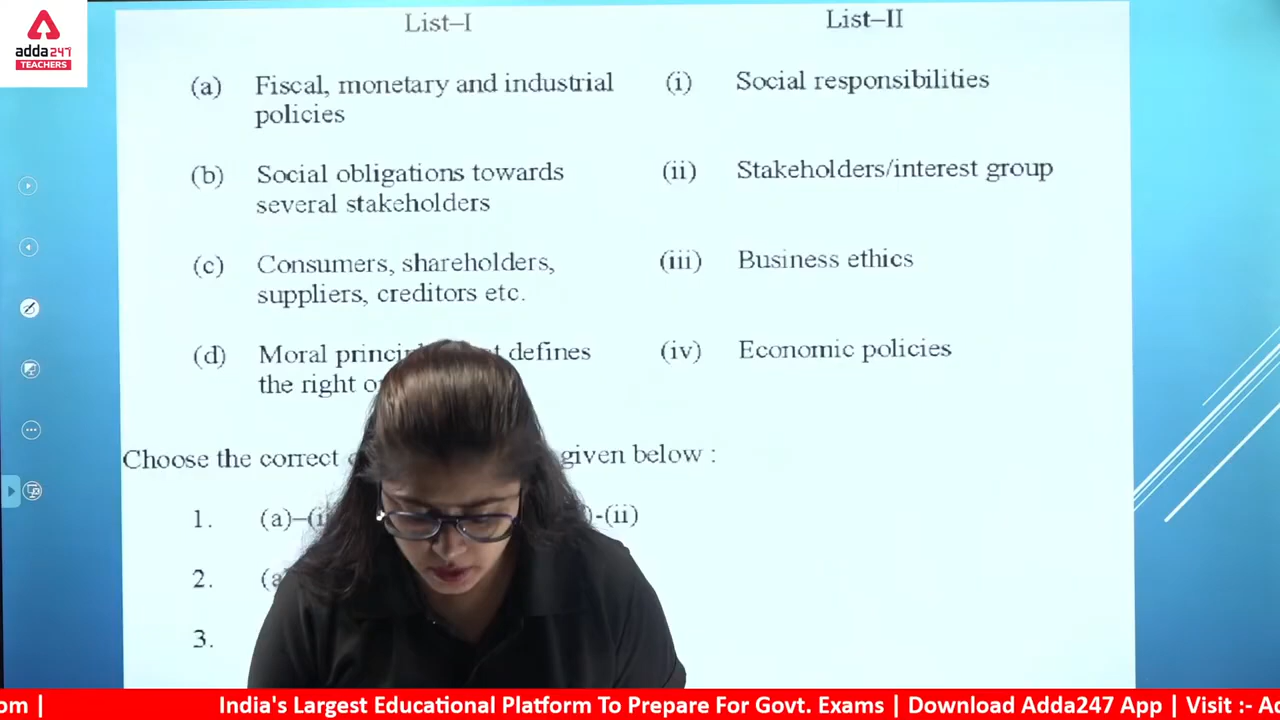 adda247
TEACHERS
List–I List–II
(a) Fiscal, monetary and industrial (i) Social responsibilities
policies
(b) Social obligations towards (ii) Stakeholders/interest group
several stakeholders
(c) Consumers, shareholders, (iii) Business ethics
suppliers, creditors etc.
(d) Moral defines (iv) Economic policies
the right
Choose the correct given below :
1. (a)–( -(ii)
2. (a
3.
om | India's Largest Educational Platform To Prepare For Govt. Exams | Download Adda247 App | Visit :- Ad